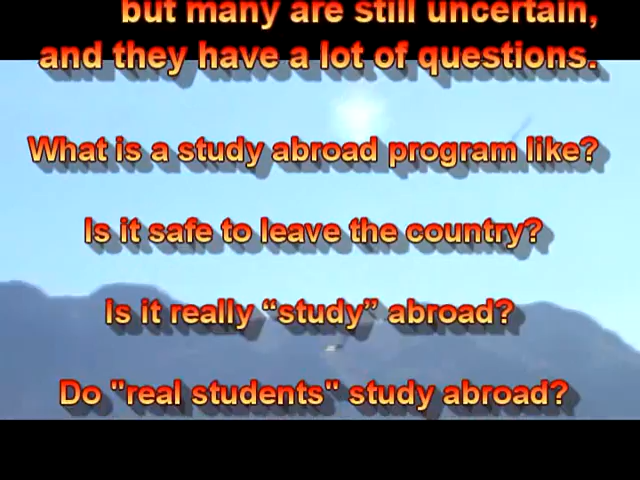 but many are still uncertain,
and they have a lot of questions.
What is a study abroad program like?
Is it safe to leave the country?
Is it really “study” abroad?
Do "real students" study abroad?